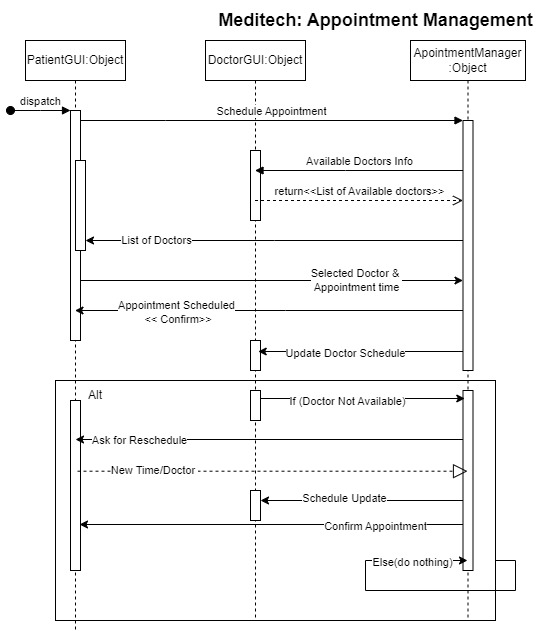 Meditech: Appointment Management
PatientGUI:Object
DoctorGUI:Object
ApointmentManager
:Object
dispatch
Schedule Appointment
Available Doctors Info
return<<List of Available doctors>>
List of Doctors
Selected Doctor &
Appointment time
Appointment Scheduled
<< Confirm>>
Update Doctor Schedule
Alt
If (Doctor Not Available)
Ask for Reschedule
New Time/Doctor
Schedule Update
Confirm Appointment
Else(do nothing)